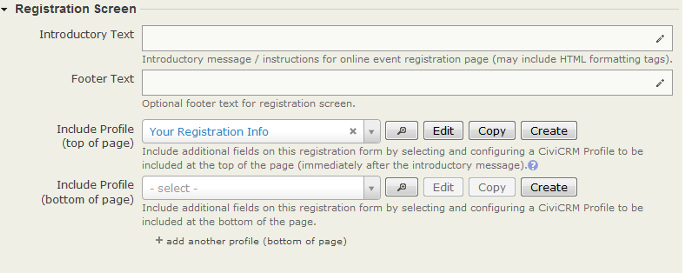 Registration Screen
Introductory Text
Introductory message / instructions for online event registration page (may include HTML formatting tags).
Footer Text
Optional footer text for registration screen.
Include Profile
(top of page)
Your Registration Info
Edit
Copy
Create
Include additional fields on this registration form by selecting and configuring a CiviCRM Profile to be
included at the top of the page (immediately after the introductory message).
Include Profile
(bottom of page)
- select -
Edit
Copy
Create
Include additional fields on this registration form by selecting and configuring a CiviCRM Profile to be
included at the bottom of the page.
+ add another profile (bottom of page)